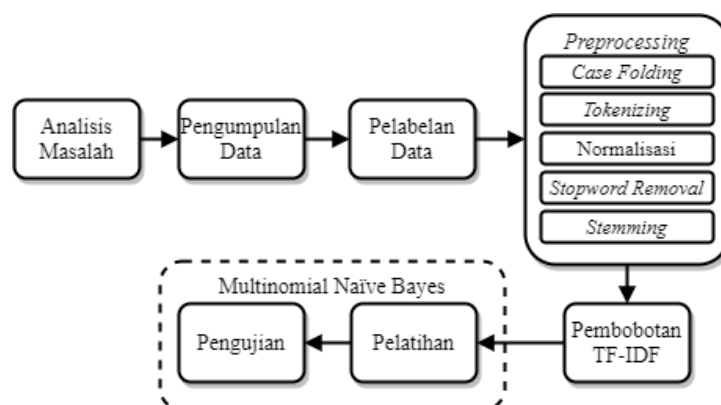 Analisis
Masalah
Pengumpulan
Data
Pelabelan
Data
Preprocessing
Case Folding
Tokenizing
Normalisasi
Stopword Removal
Stemming
Pembobotan
TF-IDF
Multinomial Naïve Bayes
Pelatihan
Pengujian